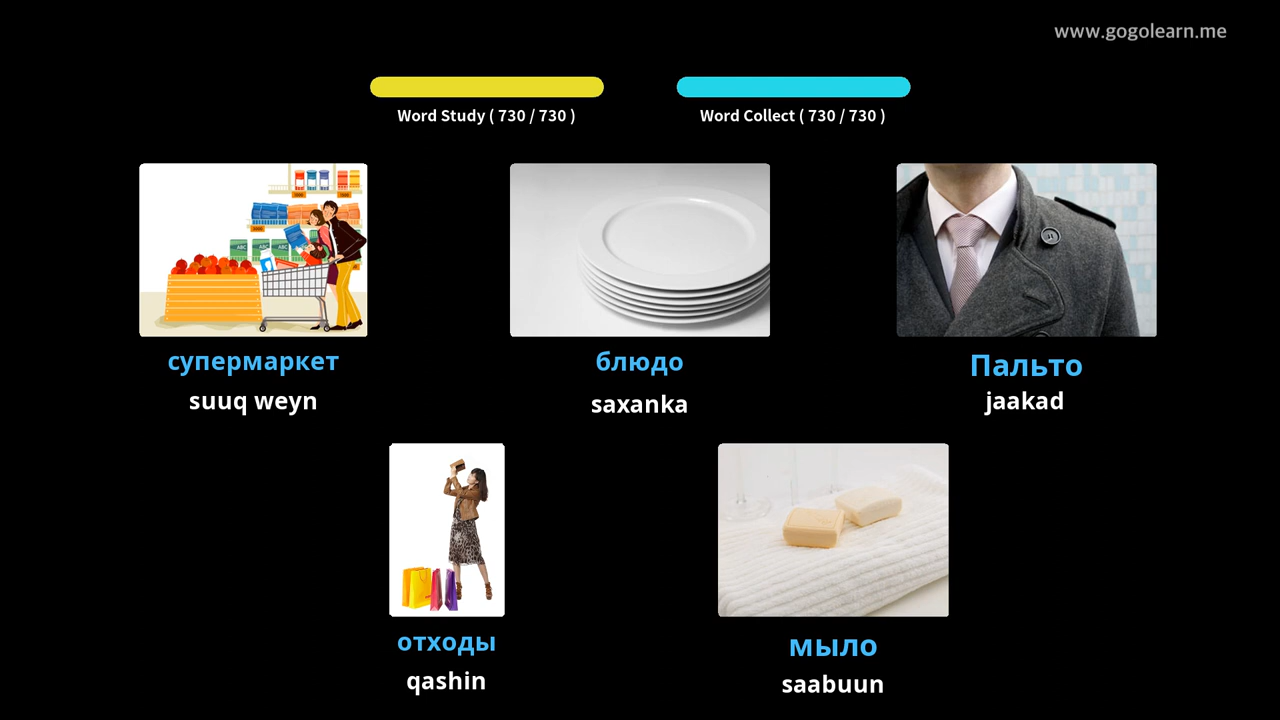 www.gogolearn.me
Word Study ( 730 / 730 )
Word Collect ( 730 / 730 )
супермаркет
suuq weyn
блюдо
saxanka
Пальто
jaakad
отходы
qashin
мыло
saabuun